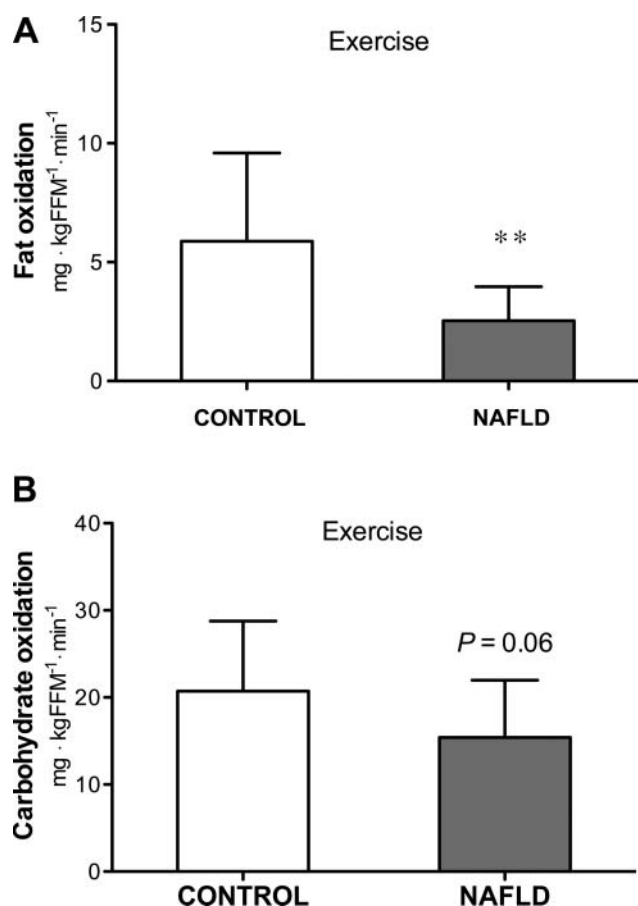 A
Exercise
Fat oxidation
mg · kgFFM⁻¹ · min⁻¹
15
10
5
0
**
CONTROL NAFLD
B
Exercise
Carbohydrate oxidation
mg · kgFFM⁻¹ · min⁻¹
40
30
20
10
0
P = 0.06
CONTROL NAFLD